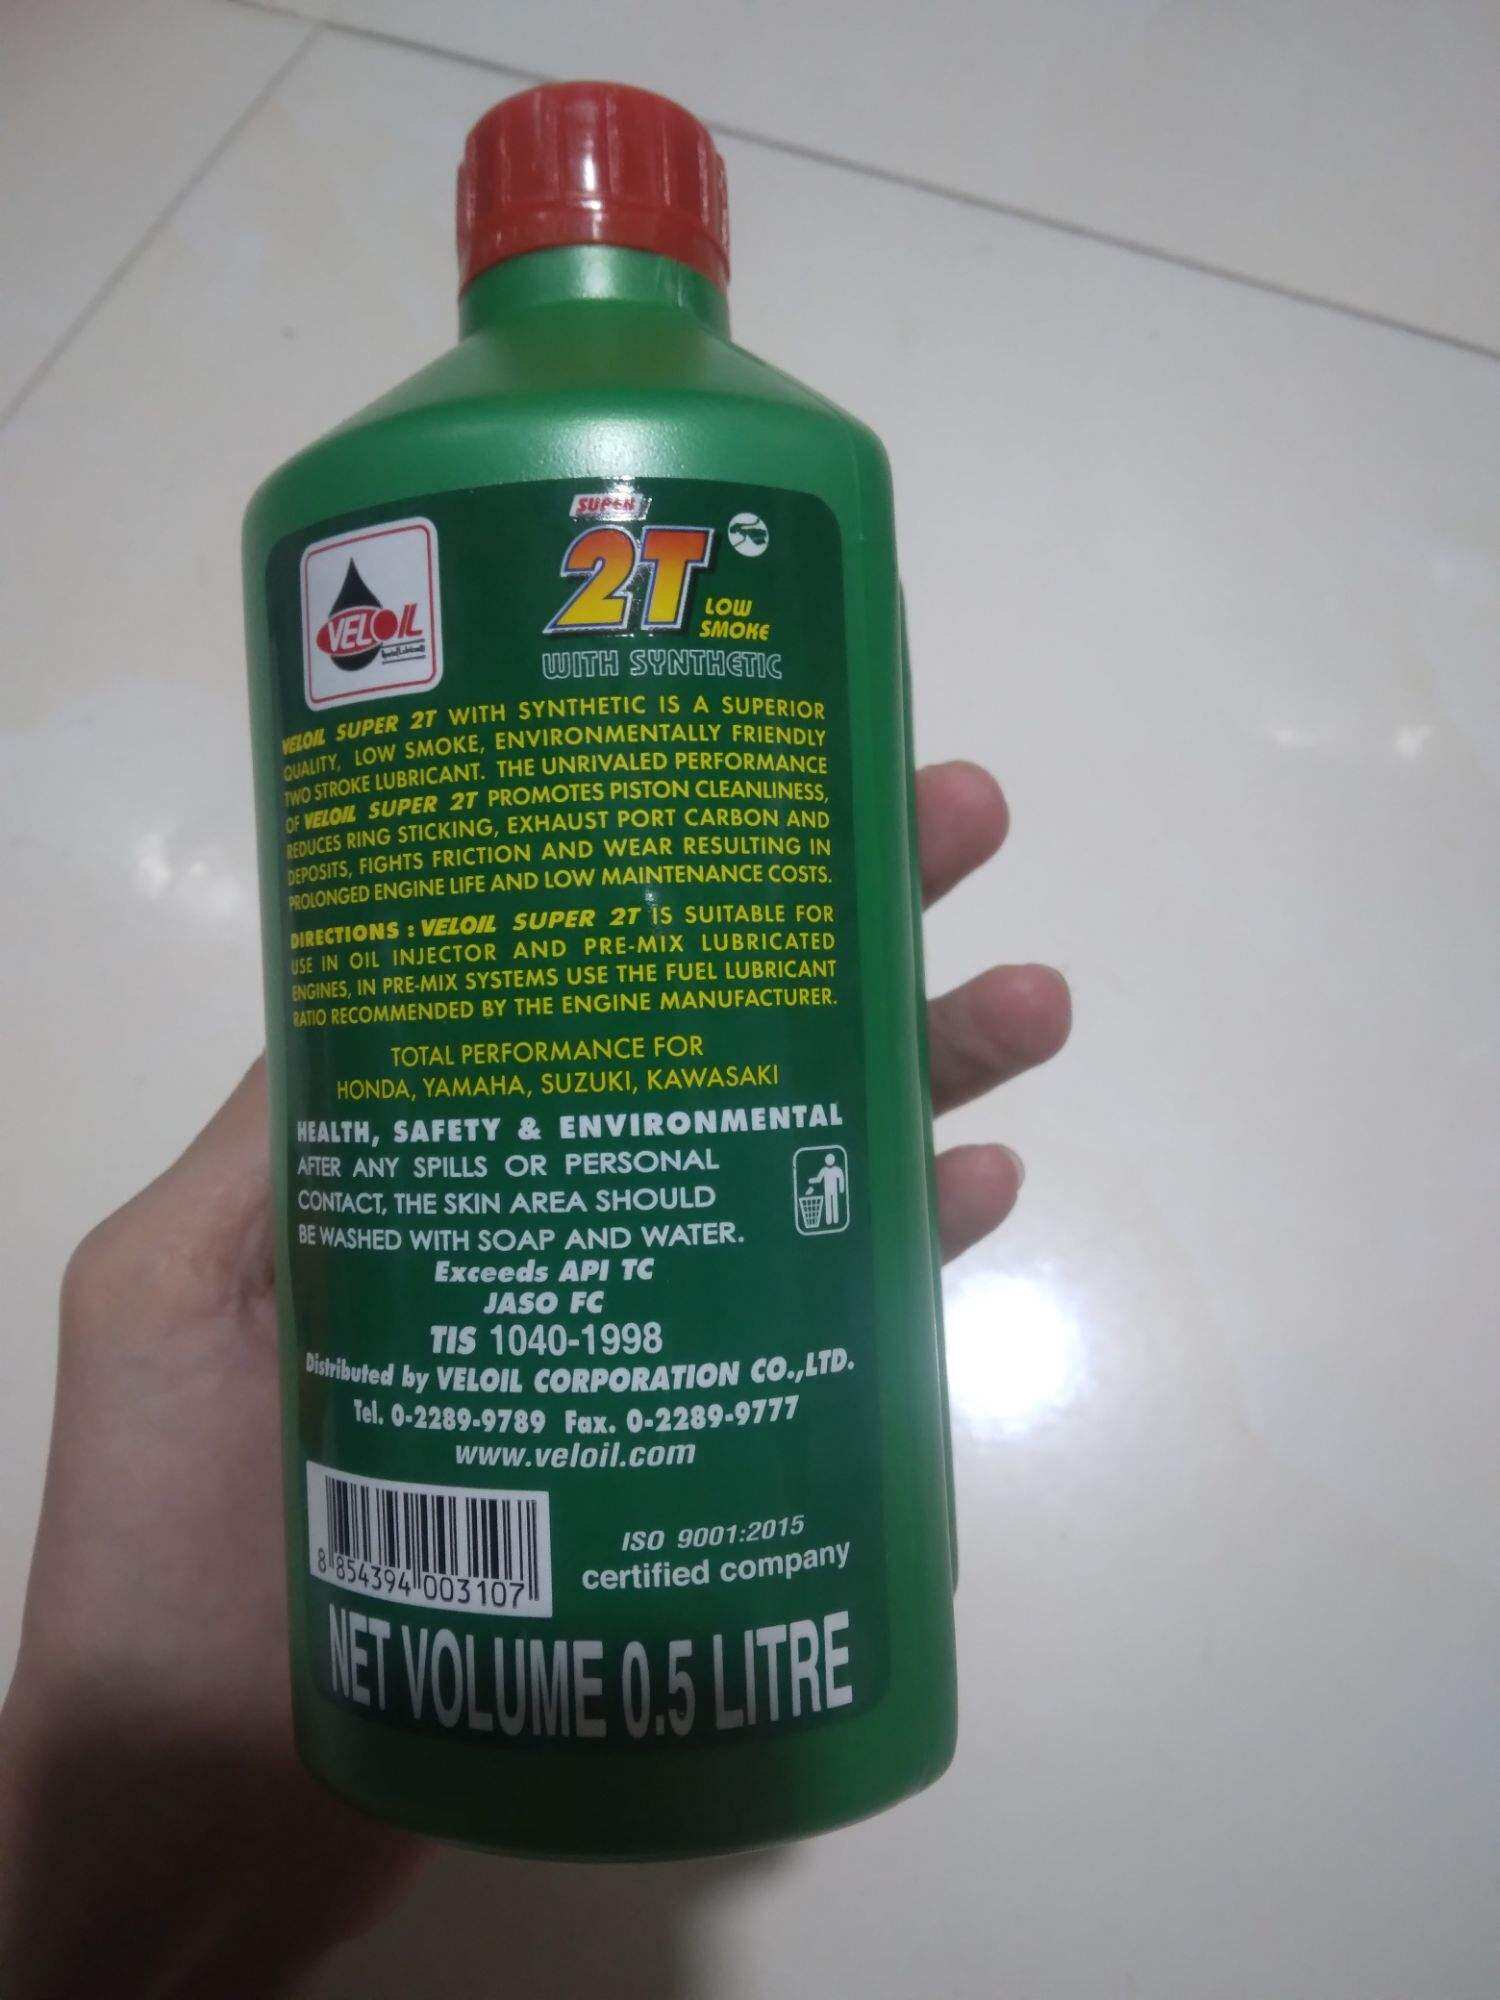 SUPER
2T
LOW
SMOKE
WITH SYNTHETIC
VELOIL
VELOIL SUPER 2T WITH SYNTHETIC IS A SUPERIOR
QUALITY, LOW SMOKE, ENVIRONMENTALLY FRIENDLY
TWO STROKE LUBRICANT. THE UNRIVALED PERFORMANCE
OF VELOIL SUPER 2T PROMOTES PISTON CLEANLINESS,
REDUCES RING STICKING, EXHAUST PORT CARBON AND
DEPOSITS, FIGHTS FRICTION AND WEAR RESULTING IN
PROLONGED ENGINE LIFE AND LOW MAINTENANCE COSTS.
DIRECTIONS : VELOIL SUPER 2T IS SUITABLE FOR
USE IN OIL INJECTOR AND PRE-MIX LUBRICATED
ENGINES, IN PRE-MIX SYSTEMS USE THE FUEL LUBRICANT
RATIO RECOMMENDED BY THE ENGINE MANUFACTURER.
TOTAL PERFORMANCE FOR
HONDA, YAMAHA, SUZUKI, KAWASAKI
HEALTH, SAFETY & ENVIRONMENTAL
AFTER ANY SPILLS OR PERSONAL
CONTACT, THE SKIN AREA SHOULD
BE WASHED WITH SOAP AND WATER.
Exceeds API TC
JASO FC
TIS 1040-1998
Distributed by VELOIL CORPORATION CO.,LTD.
Tel. 0-2289-9789 Fax. 0-2289-9777
www.veloil.com
8 854394 003107
ISO 9001:2015
certified company
NET VOLUME 0.5 LITRE